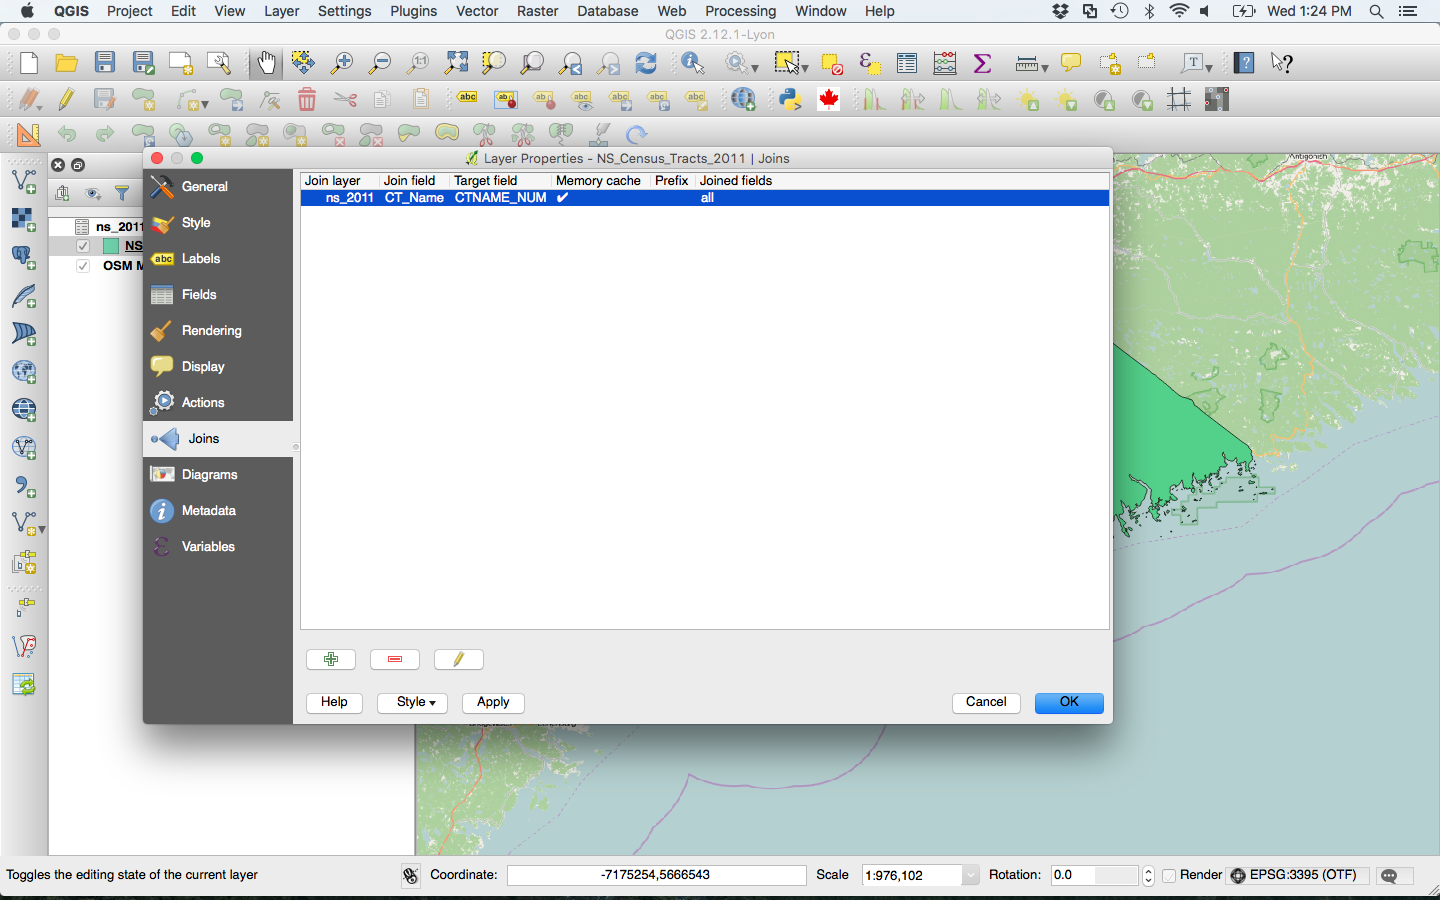 QGIS Project Edit View Layer Settings Plugins Vector Raster Database Web Processing Window Help Wed 1:24 PM
QGIS 2.12.1-Lyon
Layer Properties - NS_Census_Tracts_2011 | Joins
General
Style
Labels
Fields
Rendering
Display
Actions
Joins
Diagrams
Metadata
Variables
Join layer Join field Target field Memory cache Prefix Joined fields
ns_2011 CT_Name CTNAME_NUM ✔ all
ns_2011
NS
OSM M
Antigonish
Help Style Apply Cancel OK
Toggles the editing state of the current layer Coordinate: -7175254,5666543 Scale 1:976,102 Rotation: 0.0 Render EPSG:3395 (OTF)